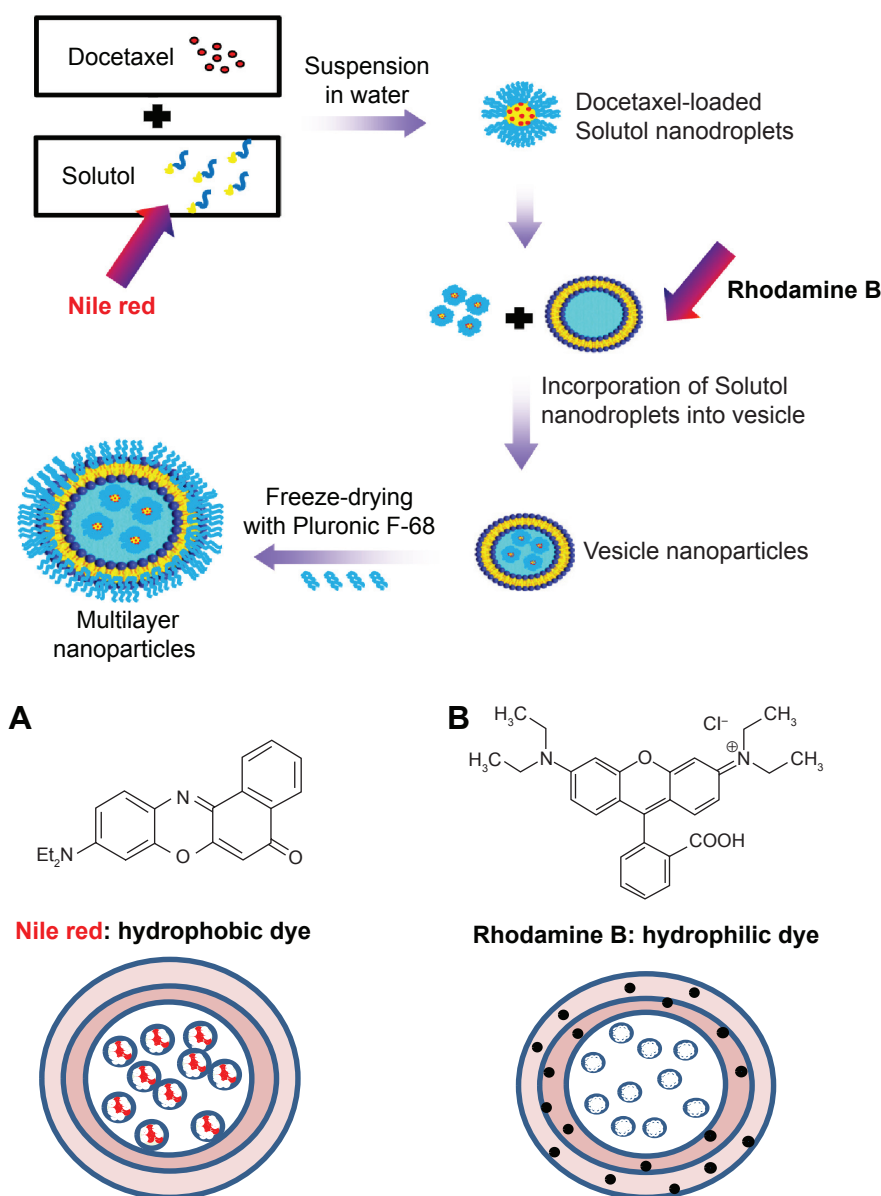 Docetaxel
Solutol
Nile red
Suspension
in water
Docetaxel-loaded
Solutol nanodroplets
Rhodamine B
Incorporation of Solutol
nanodroplets into vesicle
Vesicle nanoparticles
Freeze-drying
with Pluronic F-68
Multilayer
nanoparticles
A
N
Et₂N
O
O
Nile red: hydrophobic dye
B
H₃C
Cl⁻
CH₃
H₃C
N
O
N
⊕
CH₃
COOH
Rhodamine B: hydrophilic dye